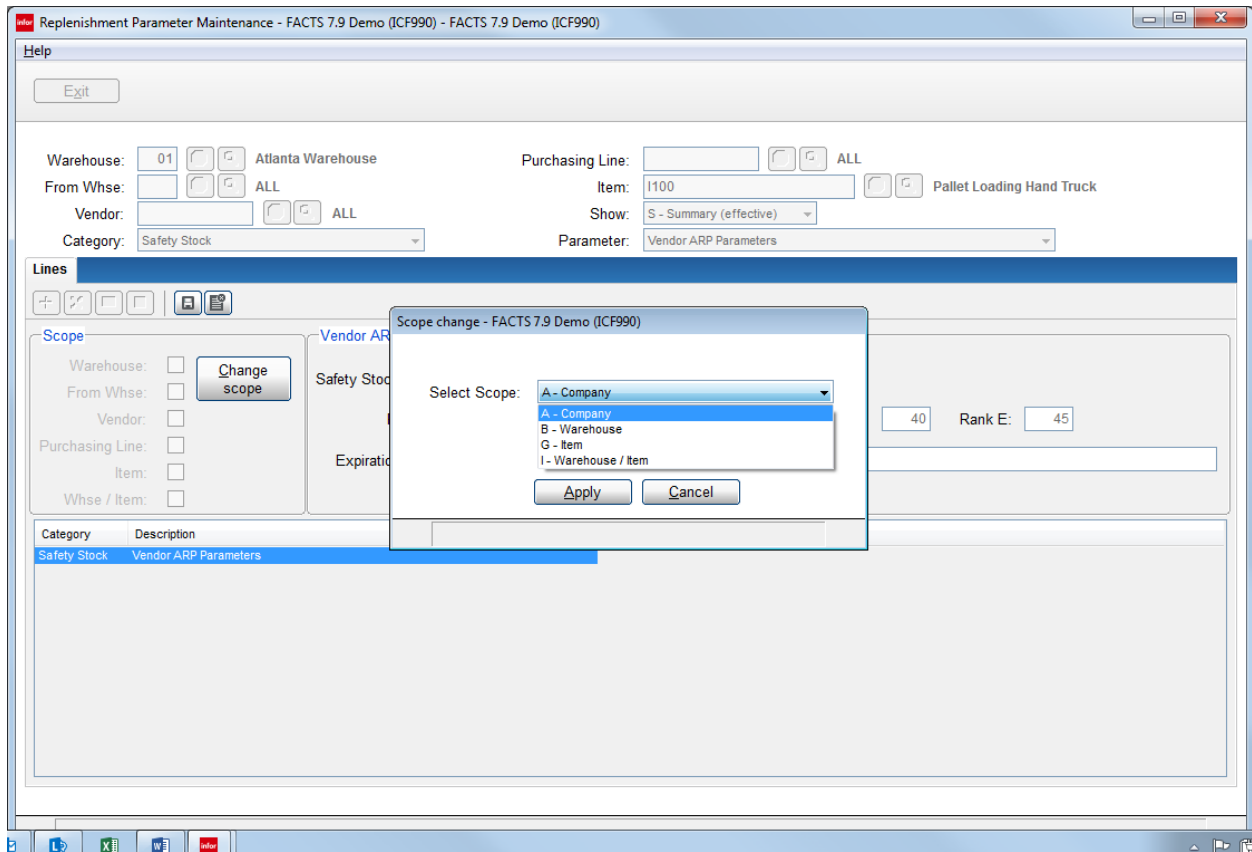 infor Replenishment Parameter Maintenance - FACTS 7.9 Demo (ICF990) - FACTS 7.9 Demo (ICF990)
Help
Exit
Warehouse: 01 Atlanta Warehouse
Purchasing Line: ALL
From Whse: ALL
Item: I100 Pallet Loading Hand Truck
Vendor: ALL
Show: S - Summary (effective)
Category: Safety Stock
Parameter: Vendor ARP Parameters
Lines
Scope
Warehouse:
From Whse:
Vendor:
Purchasing Line:
Item:
Whse / Item:
Change
scope
Vendor AR
Safety Stoc
Expiratio
40 Rank E: 45
Scope change - FACTS 7.9 Demo (ICF990)
Select Scope: A - Company
A - Company
B - Warehouse
G - Item
I - Warehouse / Item
Apply Cancel
Category Description
Safety Stock Vendor ARP Parameters
infor